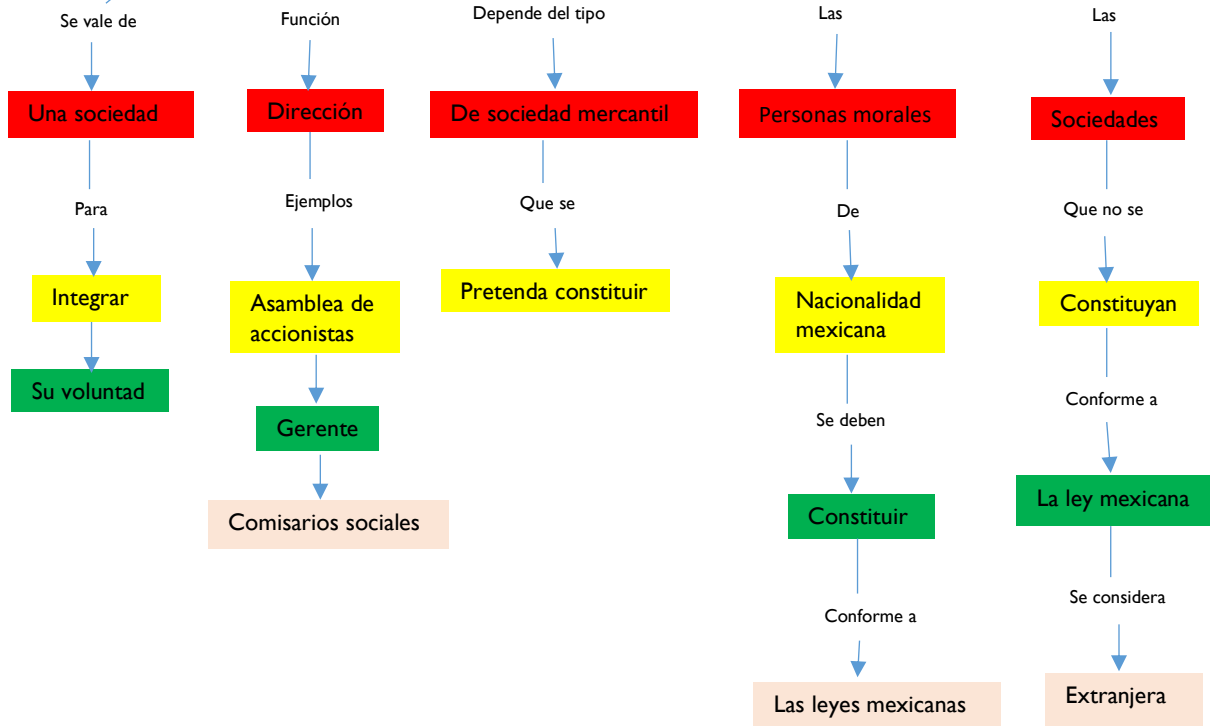 Se vale de
Una sociedad
Para
Integrar
Su voluntad
Función
Dirección
Ejemplos
Asamblea de
accionistas
Gerente
Comisarios sociales
Depende del tipo
De sociedad mercantil
Que se
Pretenda constituir
Las
Personas morales
De
Nacionalidad
mexicana
Se deben
Constituir
Conforme a
Las leyes mexicanas
Las
Sociedades
Que no se
Constituyan
Conforme a
La ley mexicana
Se considera
Extranjera